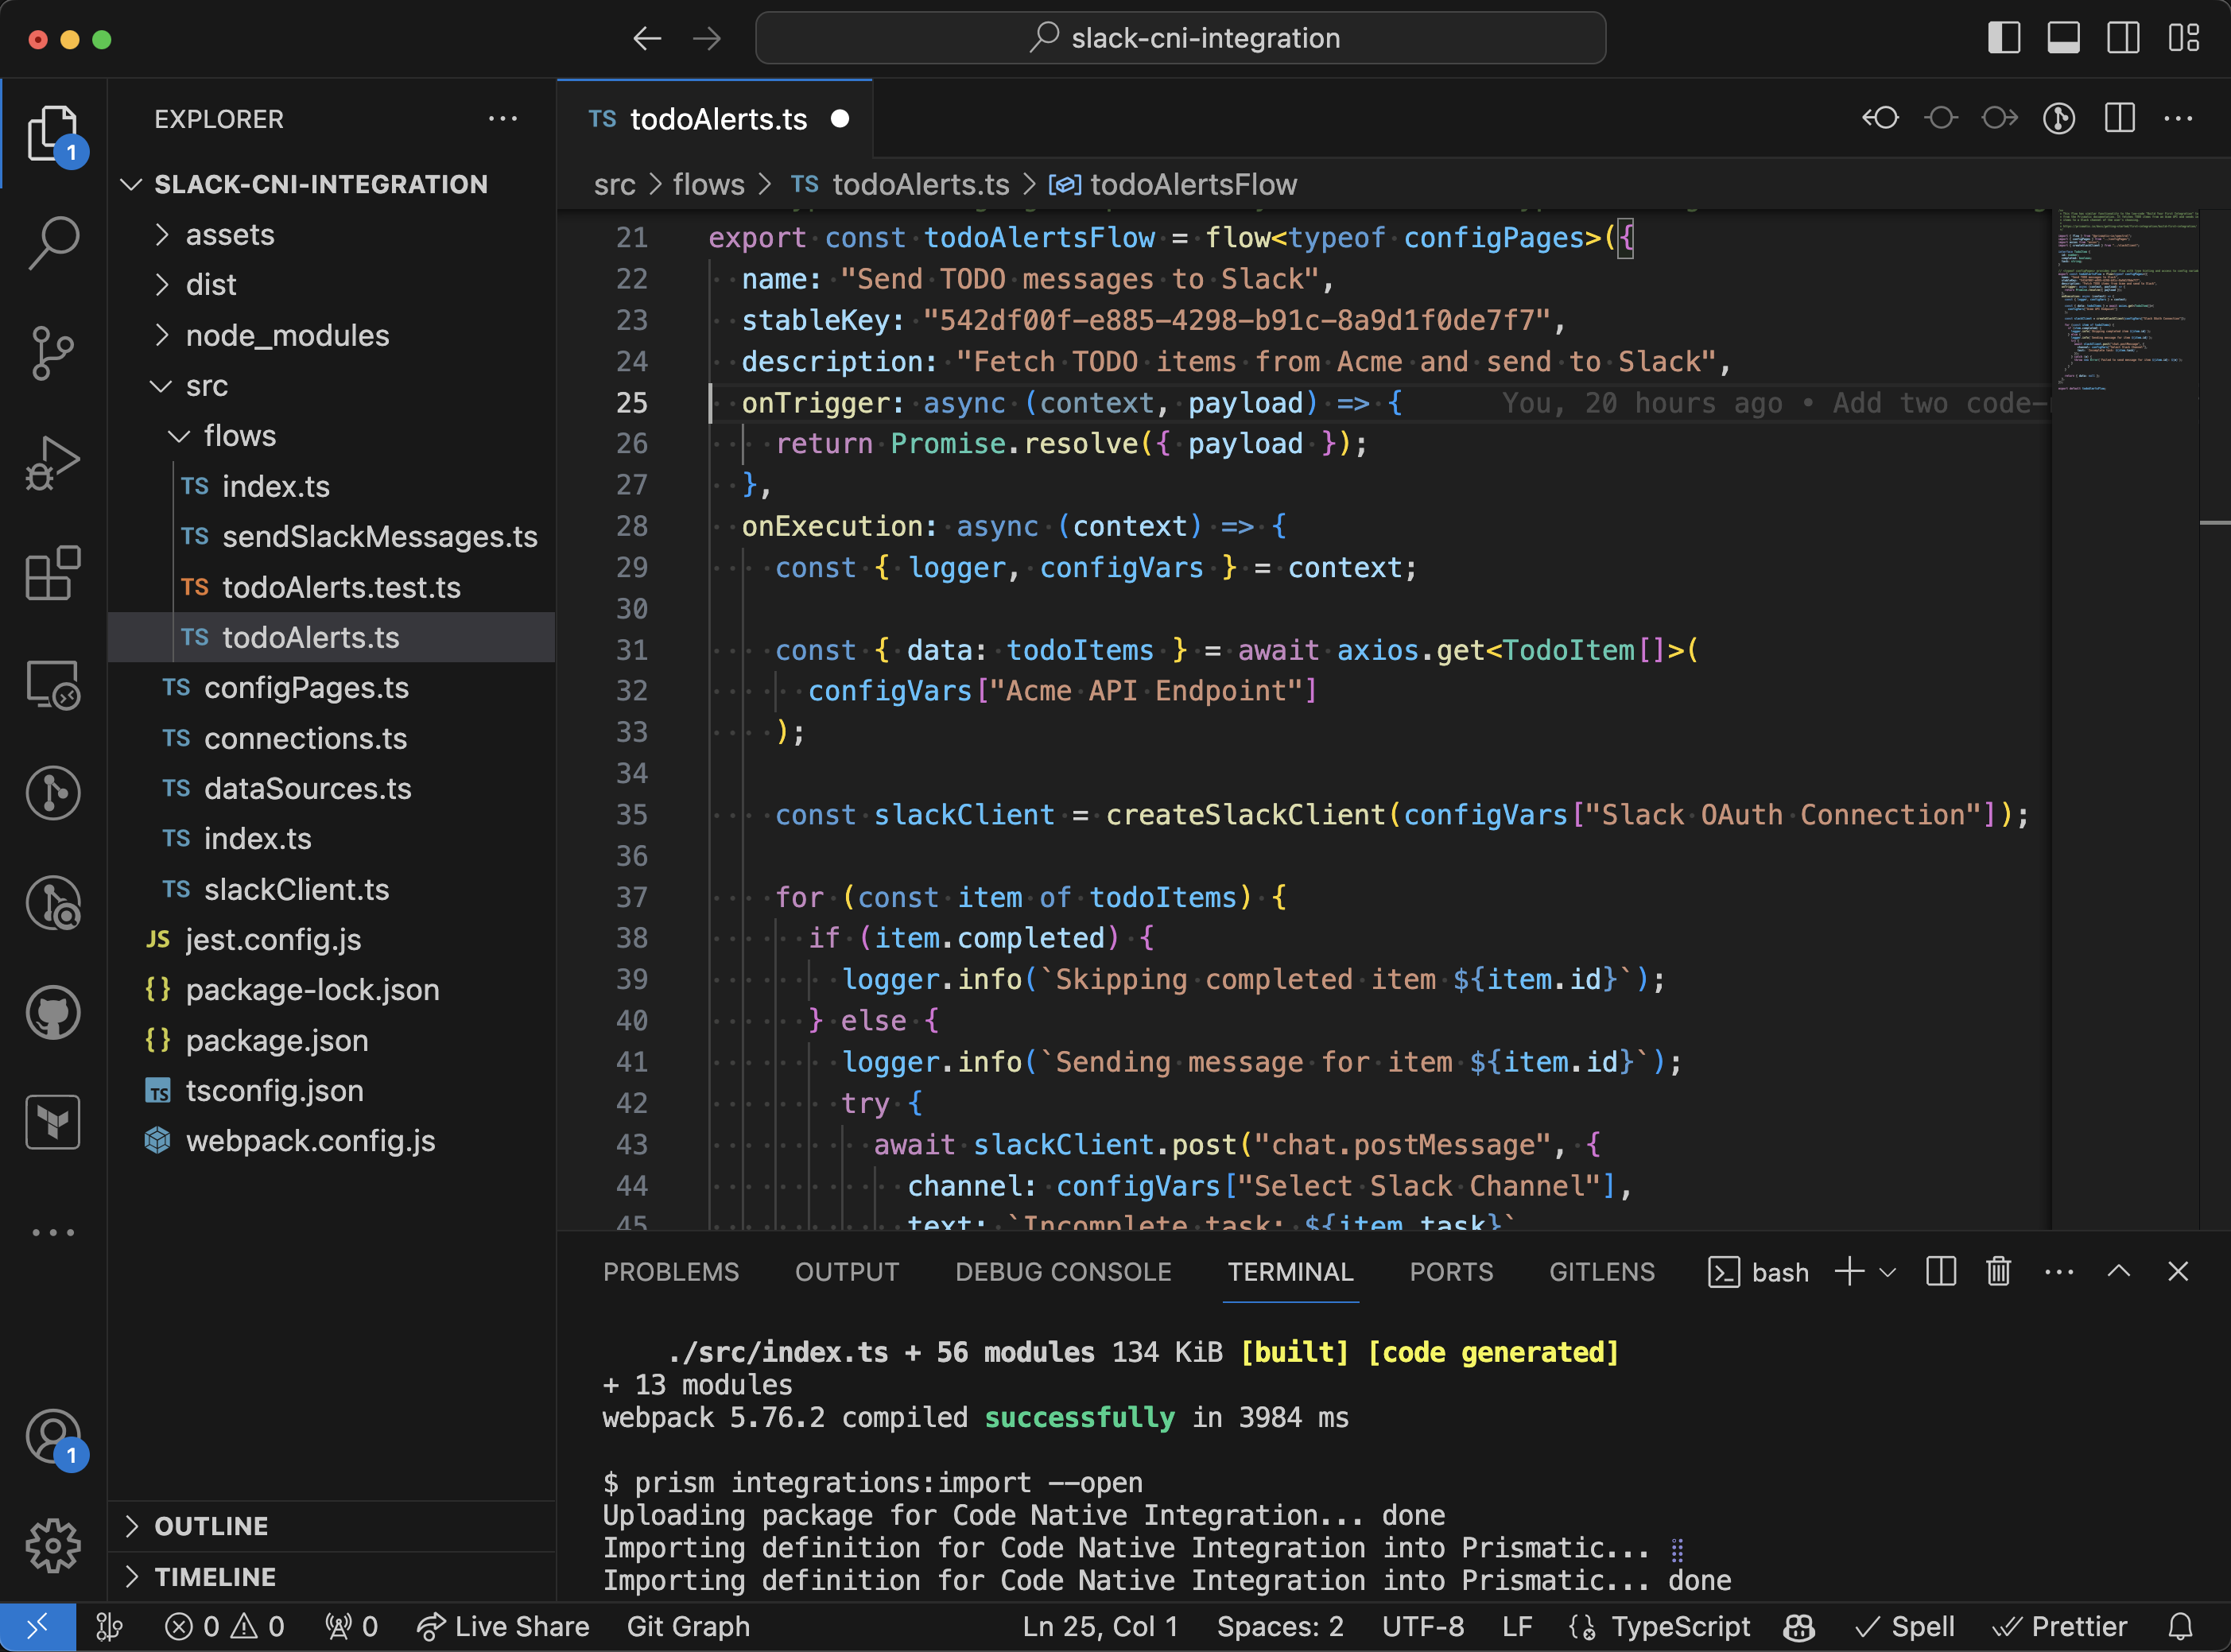 slack-cni-integration
EXPLORER
1
SLACK-CNI-INTEGRATION
assets
dist
node_modules
src
flows
TS index.ts
TS sendSlackMessages.ts
TS todoAlerts.test.ts
TS todoAlerts.ts
TS configPages.ts
TS connections.ts
TS dataSources.ts
TS index.ts
TS slackClient.ts
JS jest.config.js
{} package-lock.json
{} package.json
TS tsconfig.json
webpack.config.js
1
OUTLINE
TIMELINE
TS todoAlerts.ts
src > flows > TS todoAlerts.ts > todoAlertsFlow
21 export const todoAlertsFlow = flow<typeof configPages>({
22 name: "Send TODO messages to Slack",
23 stableKey: "542df00f-e885-4298-b91c-8a9d1f0de7f7",
24 description: "Fetch TODO items from Acme and send to Slack",
25 onTrigger: async (context, payload) => { You, 20 hours ago • Add two code-
26 return Promise.resolve({ payload });
27 },
28 onExecution: async (context) => {
29 const { logger, configVars } = context;
30
31 const { data: todoItems } = await axios.get<TodoItem[]>(
32 configVars["Acme API Endpoint"]
33 );
34
35 const slackClient = createSlackClient(configVars["Slack OAuth Connection"]);
36
37 for (const item of todoItems) {
38 if (item.completed) {
39 logger.info(`Skipping completed item ${item.id}`);
40 } else {
41 logger.info(`Sending message for item ${item.id}`);
42 try {
43 await slackClient.post("chat.postMessage", {
44 channel: configVars["Select Slack Channel"],
45 text: `Incomplete task: ${item.task}`
PROBLEMS OUTPUT DEBUG CONSOLE TERMINAL PORTS GITLENS bash
./src/index.ts + 56 modules 134 KiB [built] [code generated]
+ 13 modules
webpack 5.76.2 compiled successfully in 3984 ms
$ prism integrations:import --open
Uploading package for Code Native Integration... done
Importing definition for Code Native Integration into Prismatic... ⣾
Importing definition for Code Native Integration into Prismatic... done
0 0 0 Live Share Git Graph Ln 25, Col 1 Spaces: 2 UTF-8 LF TypeScript Spell Prettier